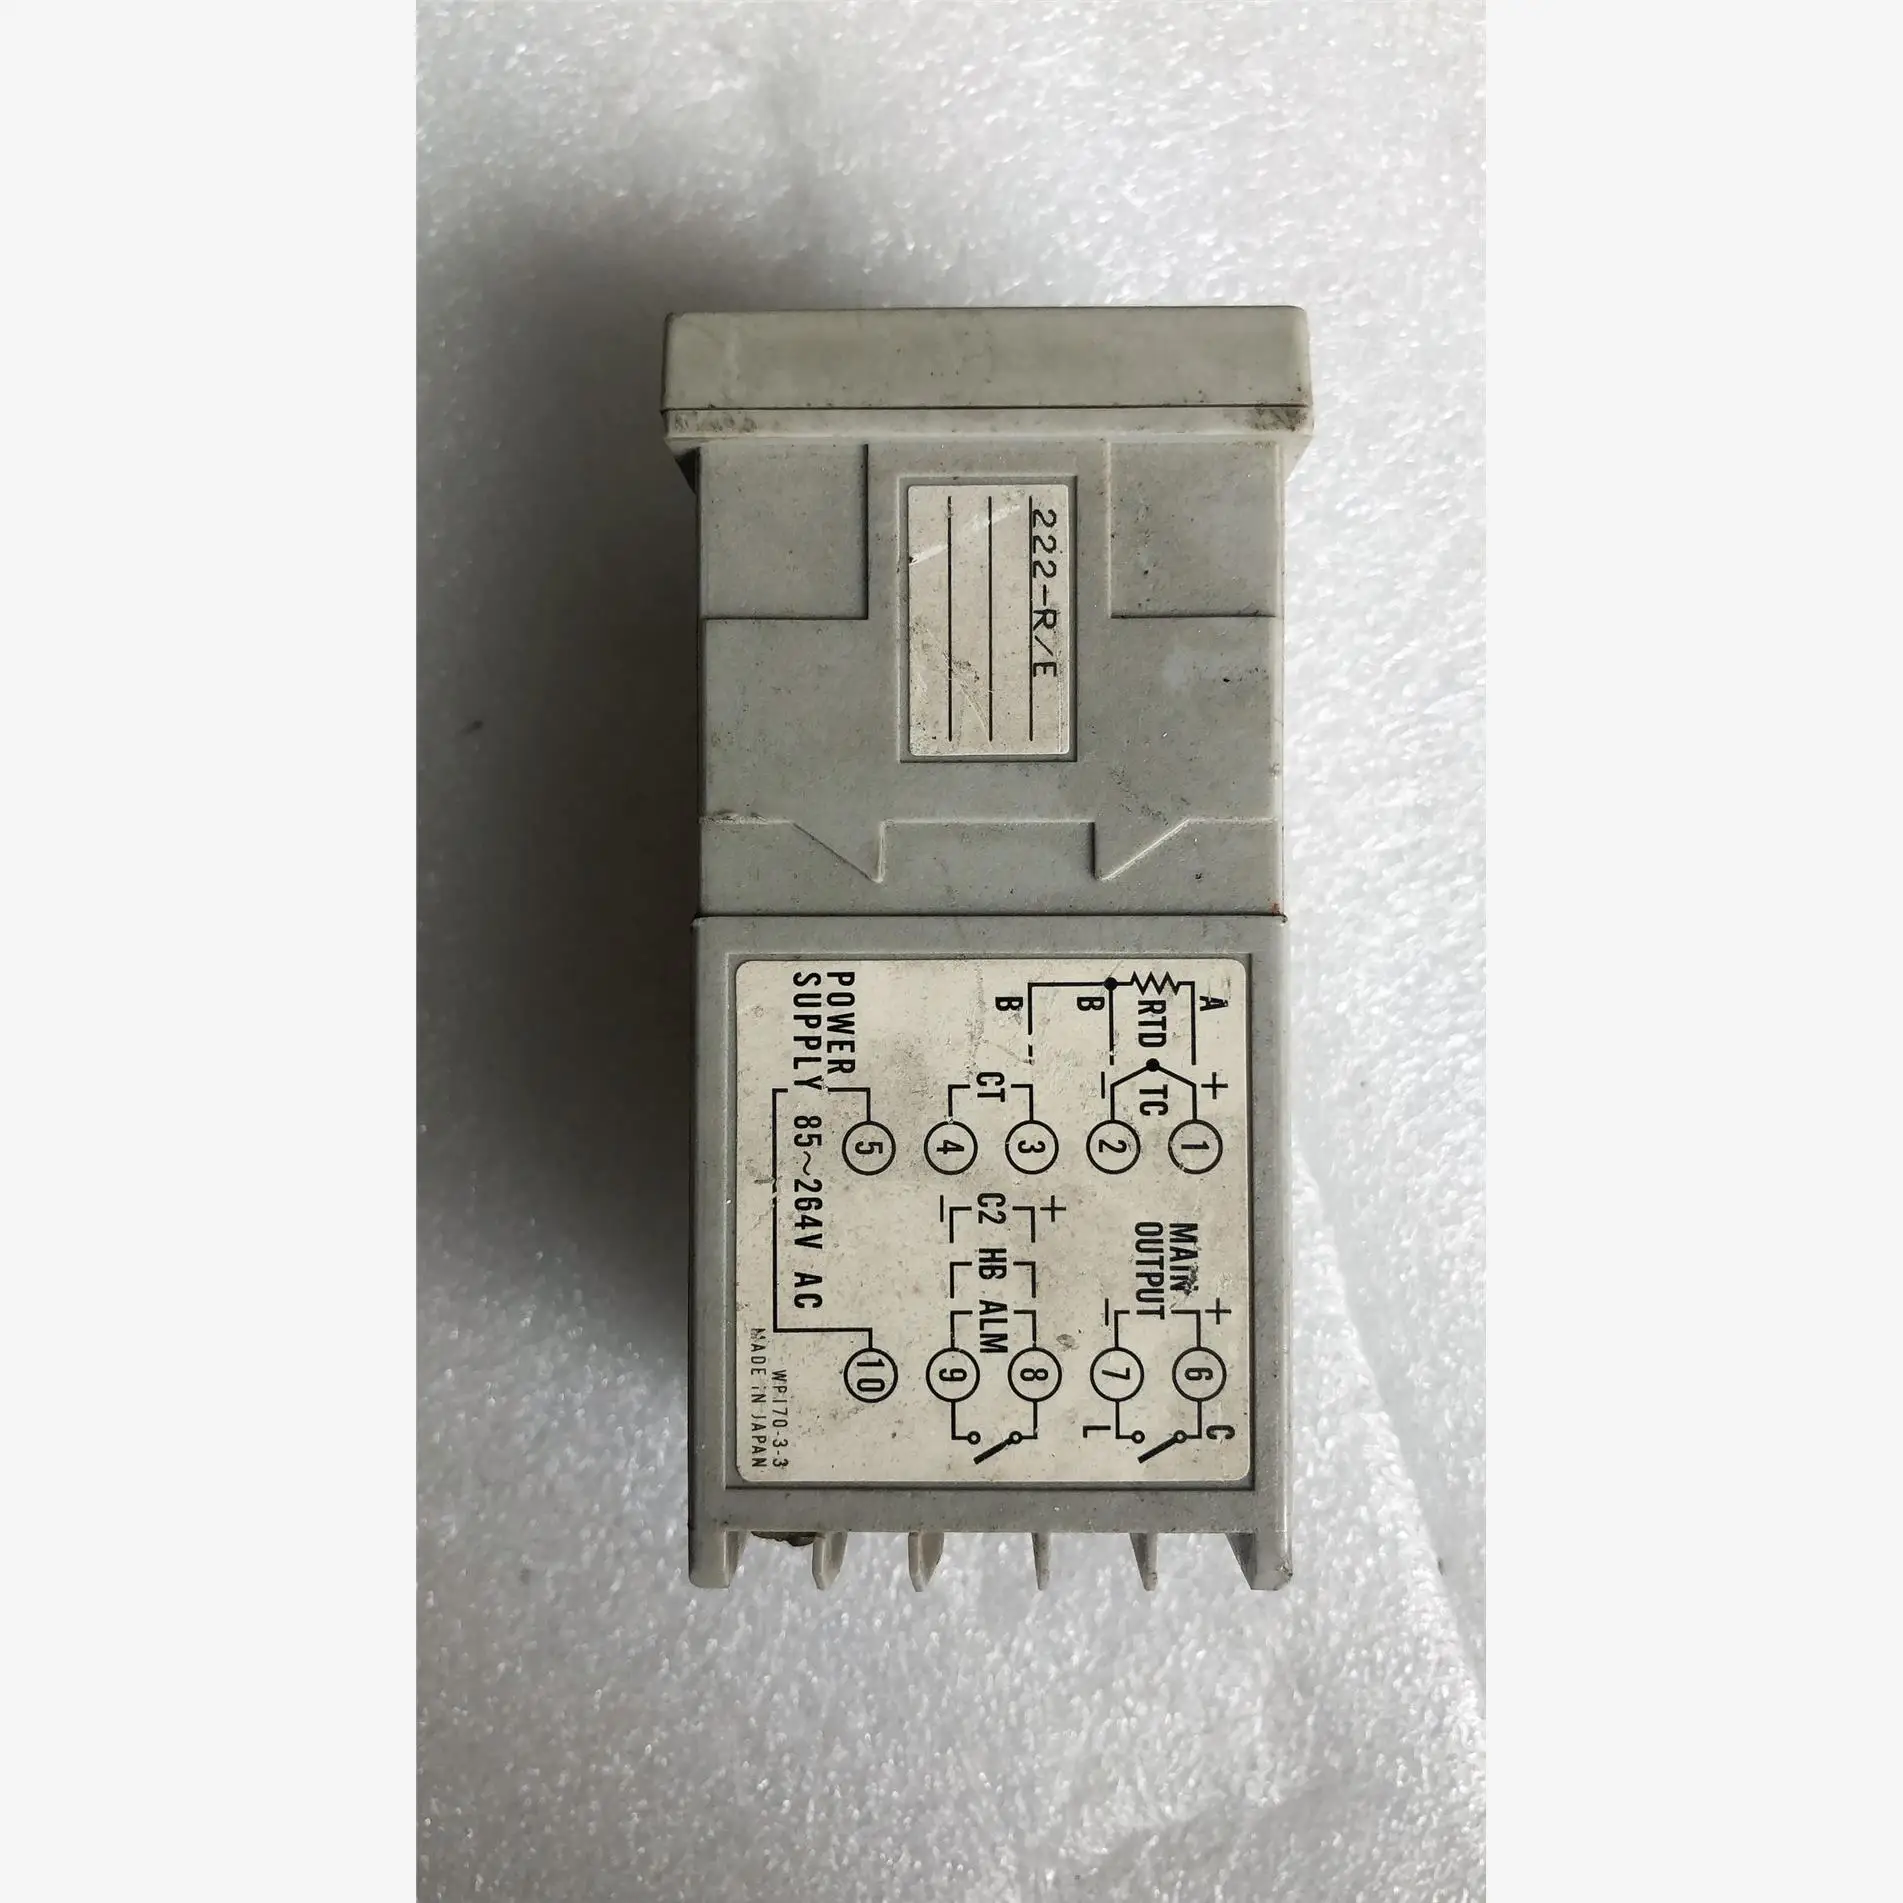 222-R/E
A
+
C
1
6
RTD
TC
MAIN
OUTPUT
B
−
2
−
7
L
B
3
+
8
CT
C2 HB ALM
4
−
9
POWER
5
10
SUPPLY 85~264V AC
WP170-3-3
MADE IN JAPAN